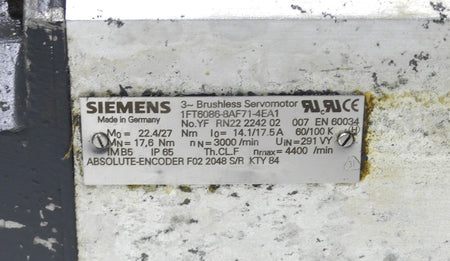 SIEMENS 3~ Brushless Servomotor
Made in Germany 1FT6086-8AF71-4EA1
No. YF RN22 2242 02 007 EN 60034
M₀ = 22.4/27 Nm I₀ = 14.1/17.5 A 60/100 K
MN = 17,6 Nm nN = 3000 /min UIN = 291 VY
IM B5 IP 65 Th.CL.F nmax= 4400 /min
ABSOLUTE-ENCODER F02 2048 S/R KTY 84